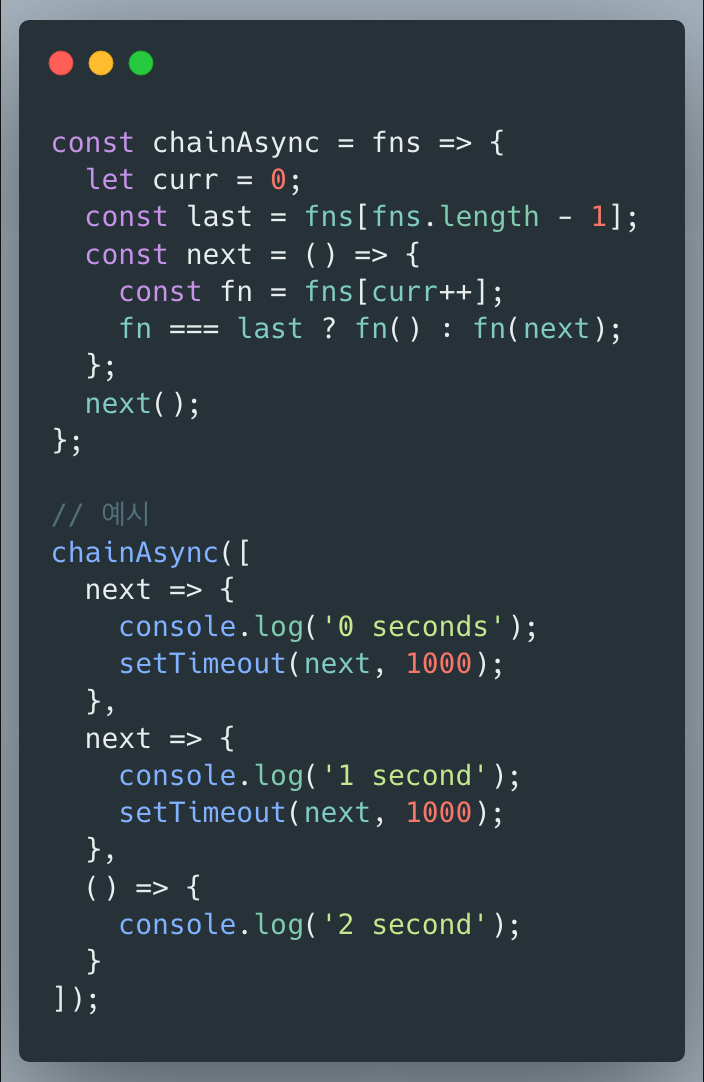 const chainAsync = fns => {
  let curr = 0;
  const last = fns[fns.length - 1];
  const next = () => {
    const fn = fns[curr++];
    fn === last ? fn() : fn(next);
  };
  next();
};

// 예시
chainAsync([
  next => {
    console.log('0 seconds');
    setTimeout(next, 1000);
  },
  next => {
    console.log('1 second');
    setTimeout(next, 1000);
  },
  () => {
    console.log('2 second');
  }
]);